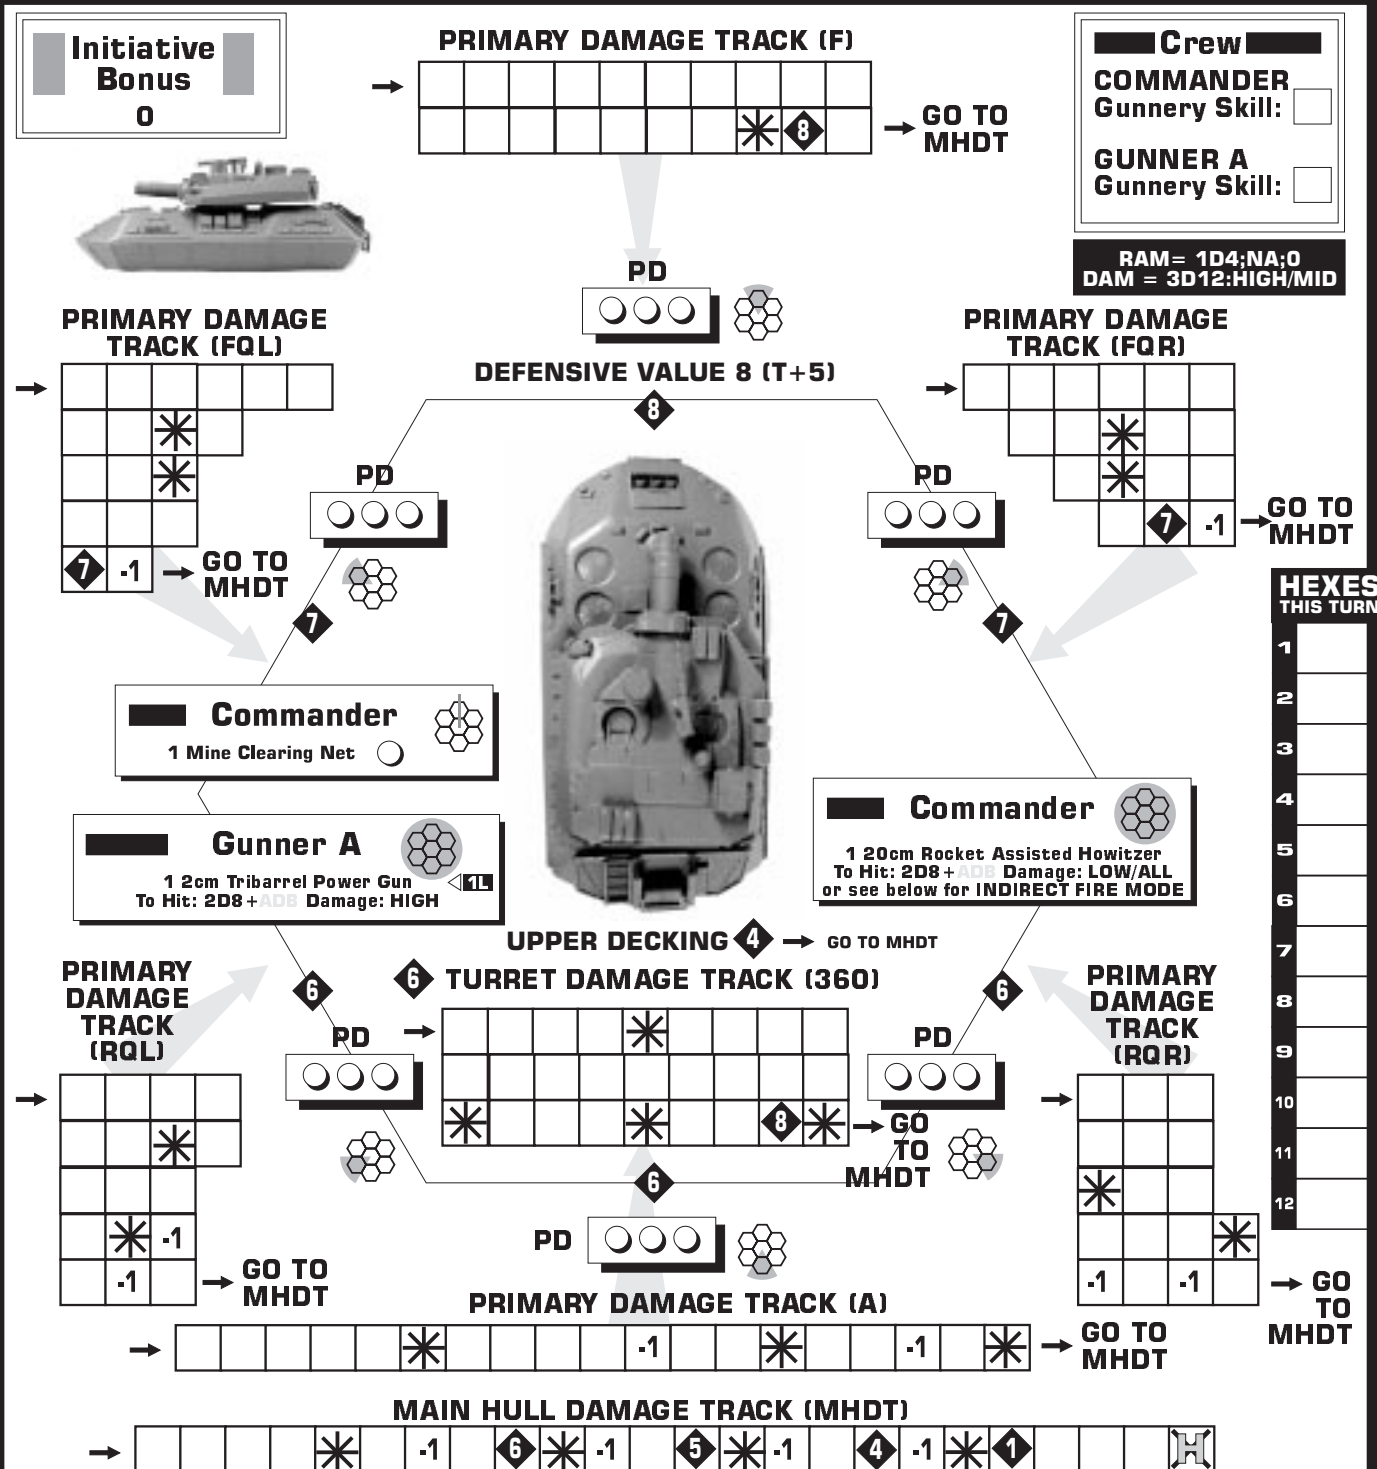 Initiative
Bonus
0
PRIMARY DAMAGE TRACK (F)
8
GO TO
MHDT
Crew
COMMANDER
Gunnery Skill:
GUNNER A
Gunnery Skill:
RAM= 1D4;NA;0
DAM = 3D12:HIGH/MID
PD
DEFENSIVE VALUE 8 (T+5)
8
PRIMARY DAMAGE
TRACK (FQL)
7 -1
GO TO
MHDT
PD
7
PRIMARY DAMAGE
TRACK (FQR)
7 -1
GO TO
MHDT
PD
7
HEXES
THIS TURN
1
2
3
4
5
6
7
8
9
10
11
12
Commander
1 Mine Clearing Net
Gunner A
1 2cm Tribarrel Power Gun
1L
To Hit: 2D8+ADB Damage: HIGH
Commander
1 20cm Rocket Assisted Howitzer
To Hit: 2D8+ADB Damage: LOW/ALL
or see below for INDIRECT FIRE MODE
UPPER DECKING 4 GO TO MHDT
6 TURRET DAMAGE TRACK (360)
8
GO
TO
MHDT
PRIMARY
DAMAGE
TRACK
(RQL)
-1
-1
GO TO
MHDT
6
PD
PRIMARY
DAMAGE
TRACK
(RQR)
-1 -1
GO
TO
MHDT
6
PD
6
PD
PRIMARY DAMAGE TRACK (A)
-1 -1
GO TO
MHDT
MAIN HULL DAMAGE TRACK (MHDT)
-1 6 -1 5 -1 4 -1 1 H